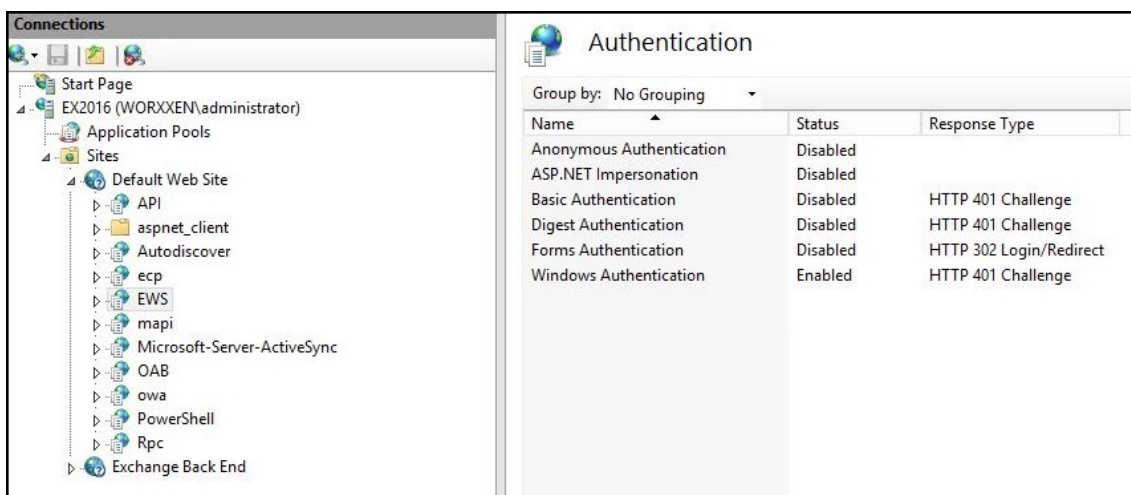 Connections
Start Page
EX2016 (WORXXEN\administrator)
Application Pools
Sites
Default Web Site
API
aspnet_client
Autodiscover
ecp
EWS
mapi
Microsoft-Server-ActiveSync
OAB
owa
PowerShell
Rpc
Exchange Back End
Authentication
Group by: No Grouping
Name Status Response Type
Anonymous Authentication Disabled
ASP.NET Impersonation Disabled
Basic Authentication Disabled HTTP 401 Challenge
Digest Authentication Disabled HTTP 401 Challenge
Forms Authentication Disabled HTTP 302 Login/Redirect
Windows Authentication Enabled HTTP 401 Challenge